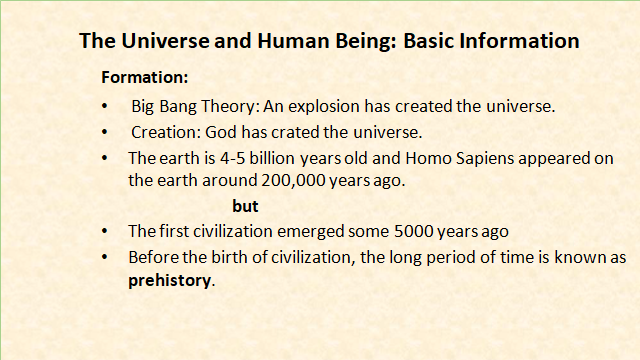 The Universe and Human Being: Basic Information
Formation:
• Big Bang Theory: An explosion has created the universe.
• Creation: God has crated the universe.
• The earth is 4-5 billion years old and Homo Sapiens appeared on
the earth around 200,000 years ago.
but
• The first civilization emerged some 5000 years ago
• Before the birth of civilization, the long period of time is known as
prehistory.